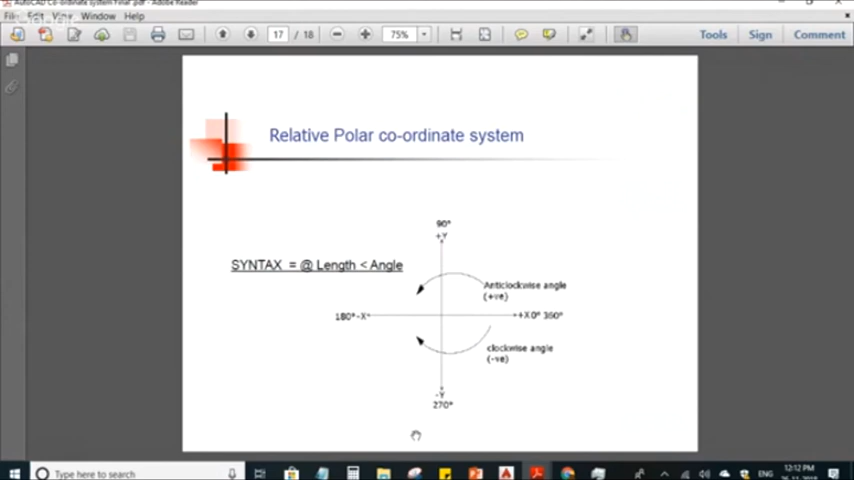 AutoCAD Co-ordinate system Final .pdf - Adobe Reader
File Edit View Window Help
17 / 18
75%
Tools
Sign
Comment
Relative Polar co-ordinate system
90°
+Y
SYNTAX = @ Length < Angle
Anticlockwise angle
(+ve)
180°-X
+X0° 360°
clockwise angle
(-ve)
-Y
270°
Type here to search
ENG
12:12 PM